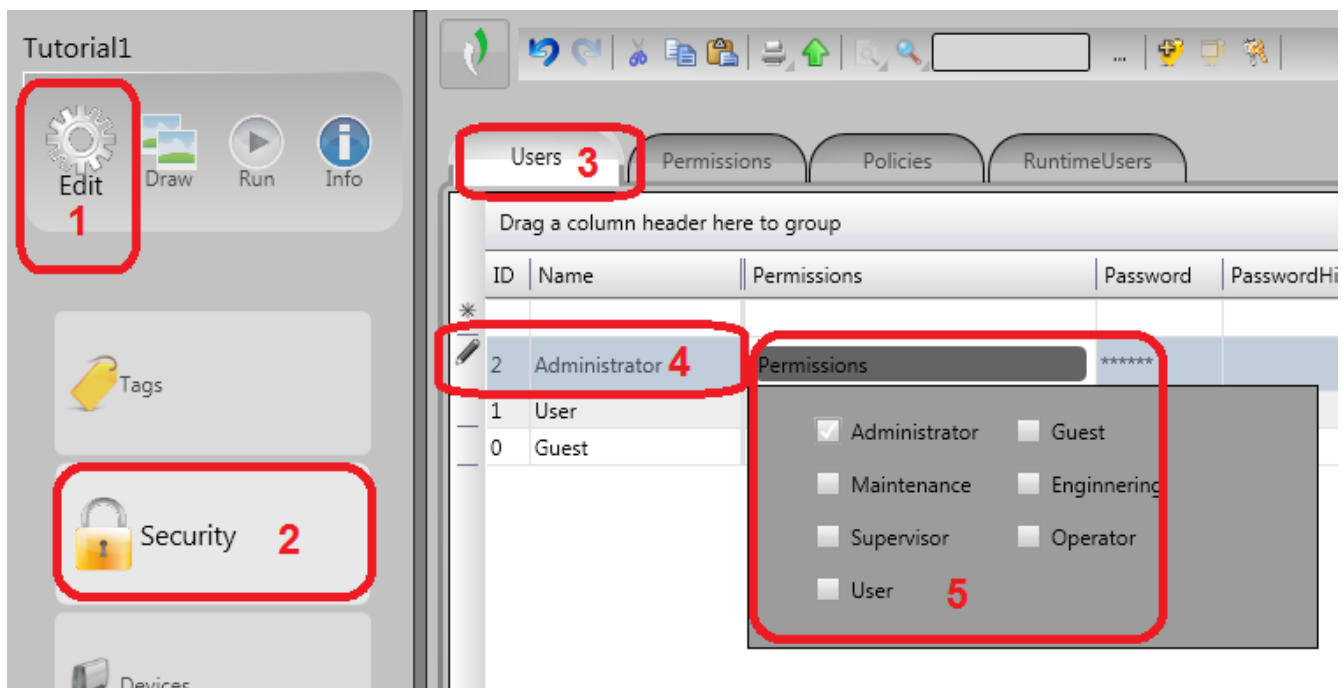 Tutorial1
Edit
Draw
Run
Info
1
Tags
Security 2
Devices
...
Users 3
Permissions
Policies
RuntimeUsers
Drag a column header here to group
ID Name Permissions Password PasswordHi
2 Administrator 4 Permissions ******
1 User
0 Guest
Administrator Guest
Maintenance Enginnering
Supervisor Operator
User 5